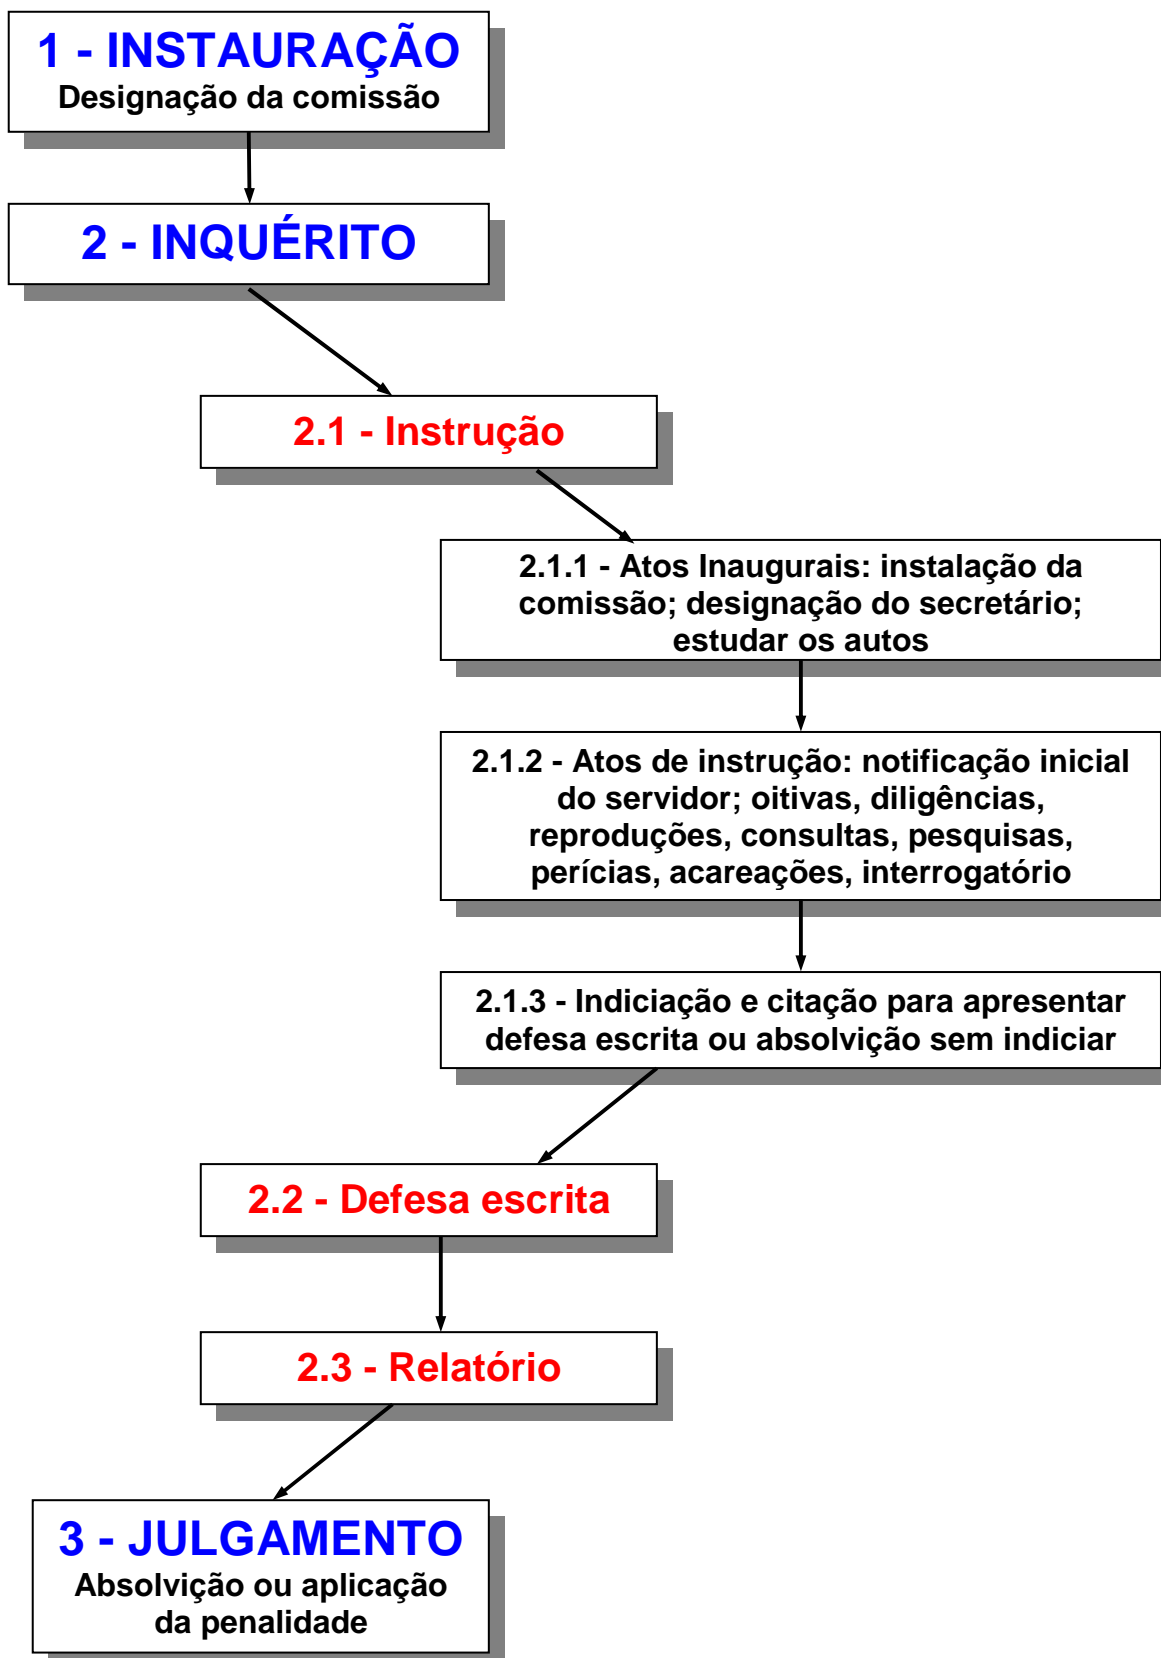 1 - INSTAURAÇÃO
Designação da comissão
2 - INQUÉRITO
2.1 - Instrução
2.1.1 - Atos Inaugurais: instalação da
comissão; designação do secretário;
estudar os autos
2.1.2 - Atos de instrução: notificação inicial
do servidor; oitivas, diligências,
reproduções, consultas, pesquisas,
perícias, acareações, interrogatório
2.1.3 - Indiciação e citação para apresentar
defesa escrita ou absolvição sem indiciar
2.2 - Defesa escrita
2.3 - Relatório
3 - JULGAMENTO
Absolvição ou aplicação
da penalidade